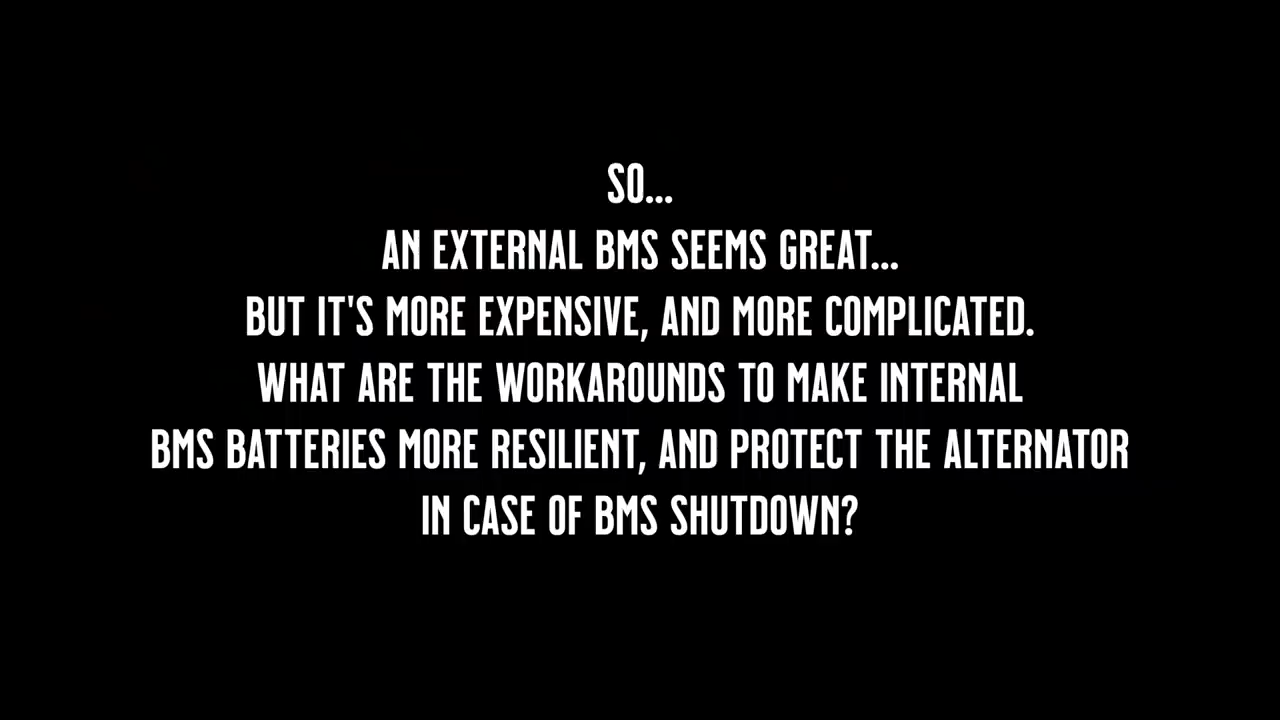 SO...
AN EXTERNAL BMS SEEMS GREAT...
BUT IT'S MORE EXPENSIVE, AND MORE COMPLICATED.
WHAT ARE THE WORKAROUNDS TO MAKE INTERNAL
BMS BATTERIES MORE RESILIENT, AND PROTECT THE ALTERNATOR
IN CASE OF BMS SHUTDOWN?